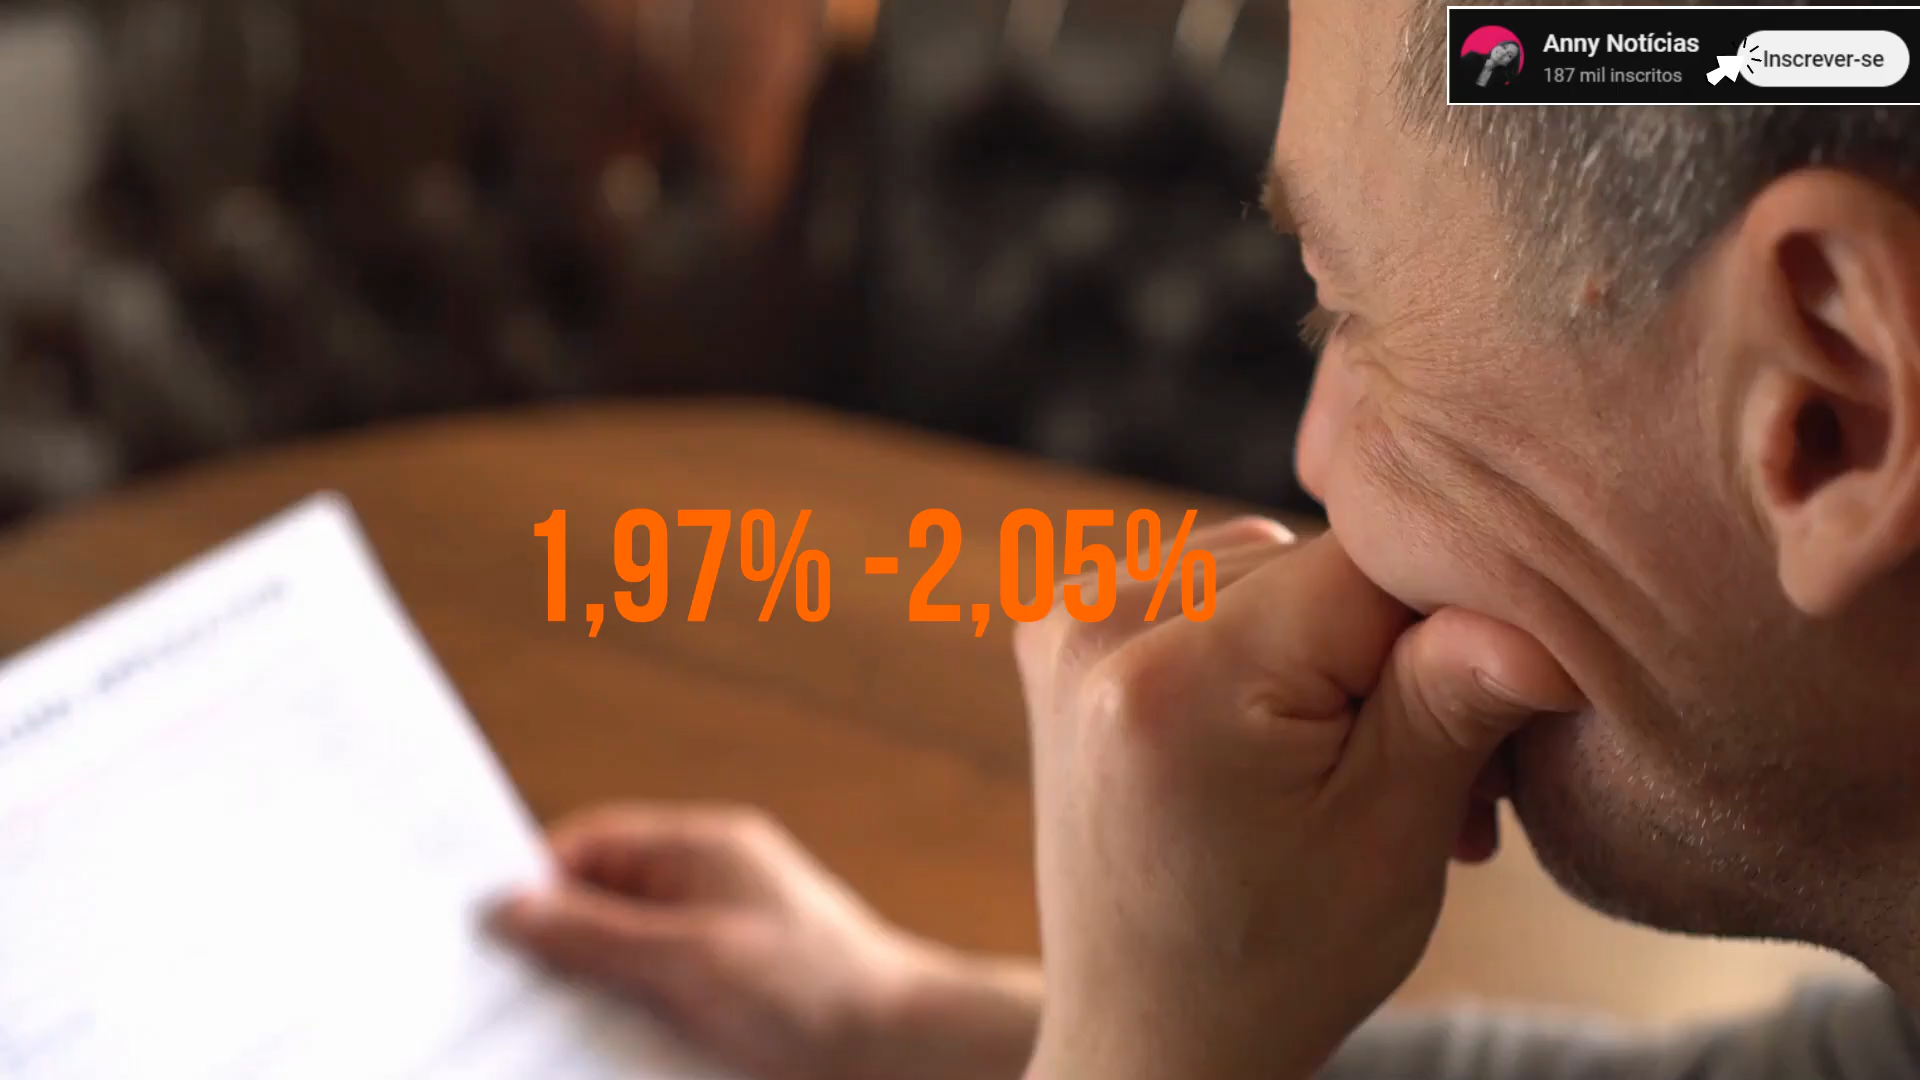 Anny Notícias
187 mil inscritos
Inscrever-se
1,97% -2,05%